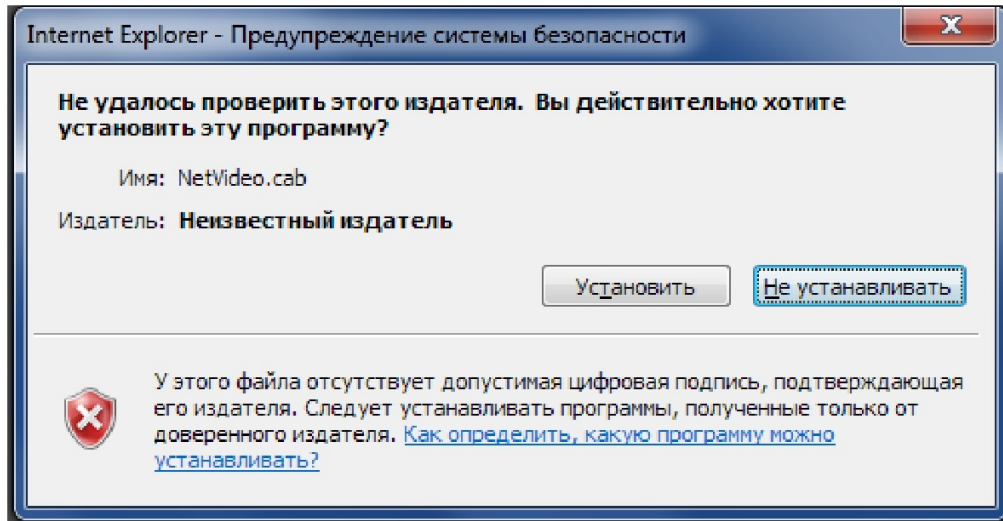 Internet Explorer - Предупреждение системы безопасности
Не удалось проверить этого издателя. Вы действительно хотите
установить эту программу?
Имя: NetVideo.cab
Издатель: Неизвестный издатель
Установить
Не устанавливать
У этого файла отсутствует допустимая цифровая подпись, подтверждающая
его издателя. Следует устанавливать программы, полученные только от
доверенного издателя. Как определить, какую программу можно
устанавливать?